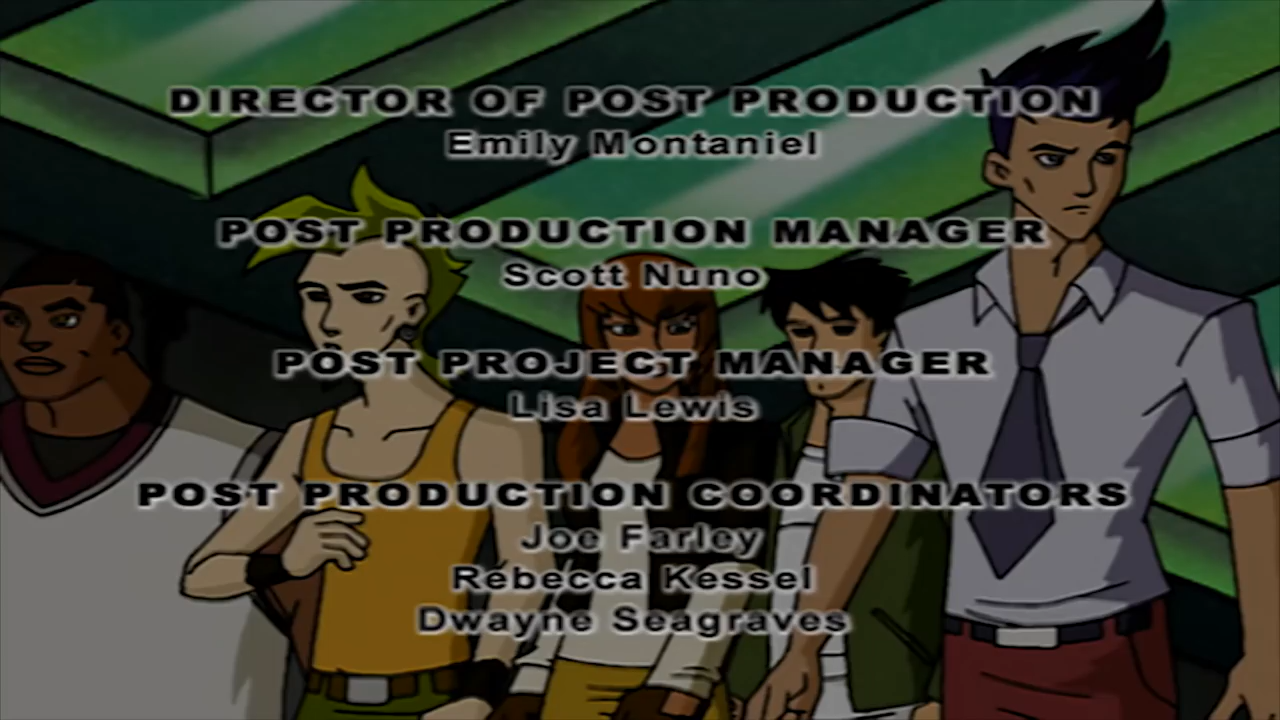 DIRECTOR OF POST PRODUCTION
Emily Montaniel
POST PRODUCTION MANAGER
Scott Nuno
POST PROJECT MANAGER
Lisa Lewis
POST PRODUCTION COORDINATORS
Joe Farley
Rebecca Kessel
Dwayne Seagraves